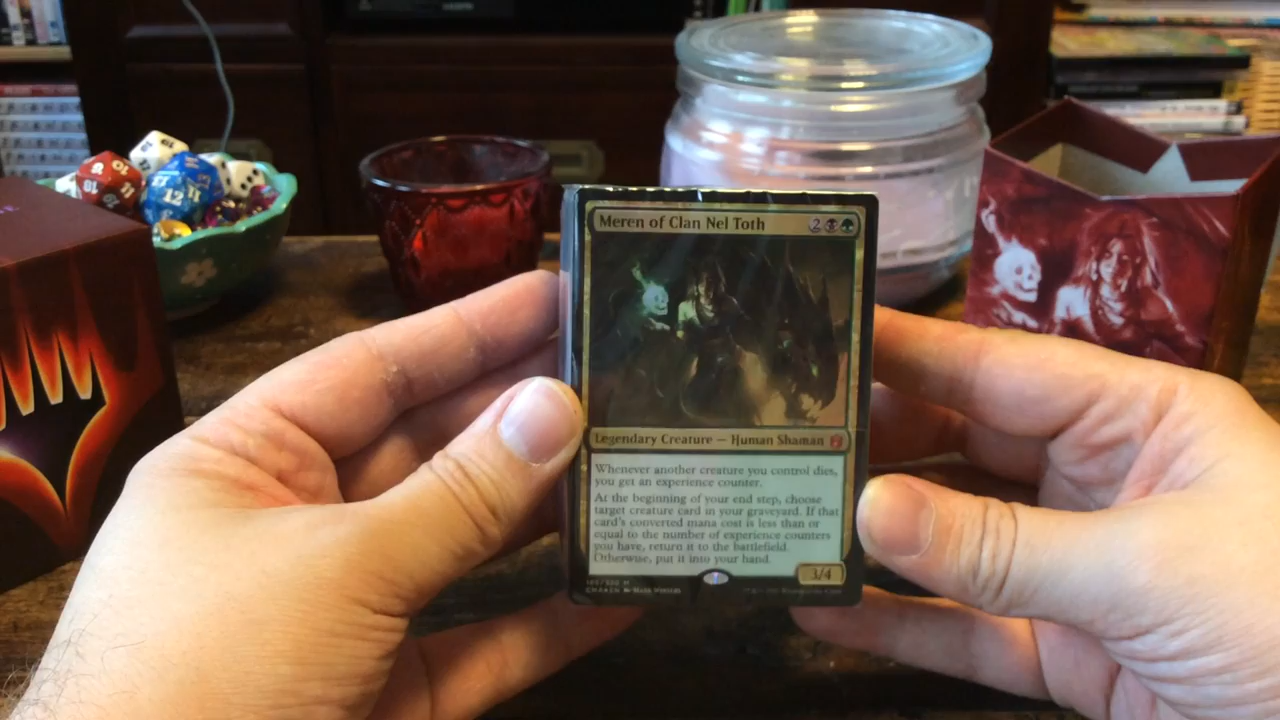 Meren of Clan Nel Toth 2
Legendary Creature — Human Shaman
Whenever another creature you control dies,
you get an experience counter.
At the beginning of your end step, choose
target creature card in your graveyard. If that
card's converted mana cost is less than or
equal to the number of experience counters
you have, return it to the battlefield.
Otherwise, put it into your hand.
3/4
12
11